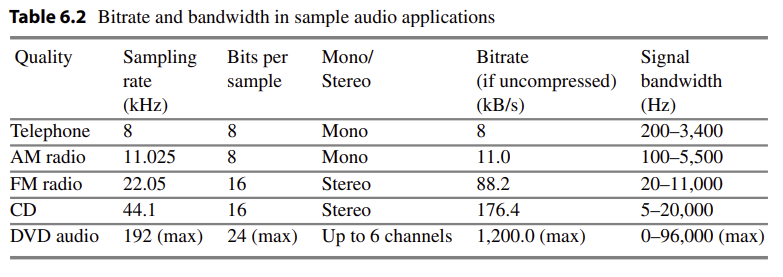 Table 6.2 Bitrate and bandwidth in sample audio applications
Quality Sampling Bits per Mono/ Bitrate Signal
rate sample Stereo (if uncompressed) bandwidth
(kHz) (kB/s) (Hz)
Telephone 8 8 Mono 8 200–3,400
AM radio 11.025 8 Mono 11.0 100–5,500
FM radio 22.05 16 Stereo 88.2 20–11,000
CD 44.1 16 Stereo 176.4 5–20,000
DVD audio 192 (max) 24 (max) Up to 6 channels 1,200.0 (max) 0–96,000 (max)